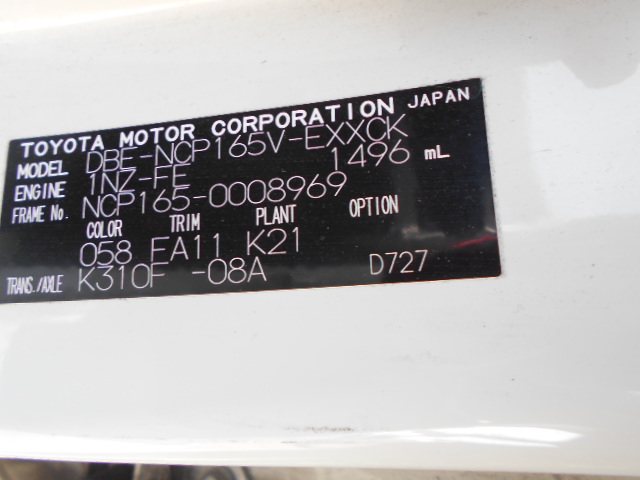 TOYOTA MOTOR CORPORATION JAPAN
MODEL DBE-NCP165V-EXXCK
ENGINE 1NZ-FE 1496 mL
FRAME No. NCP165-0008969
COLOR TRIM PLANT OPTION
058 FA11 K21
TRANS./AXLE K310F -08A D727